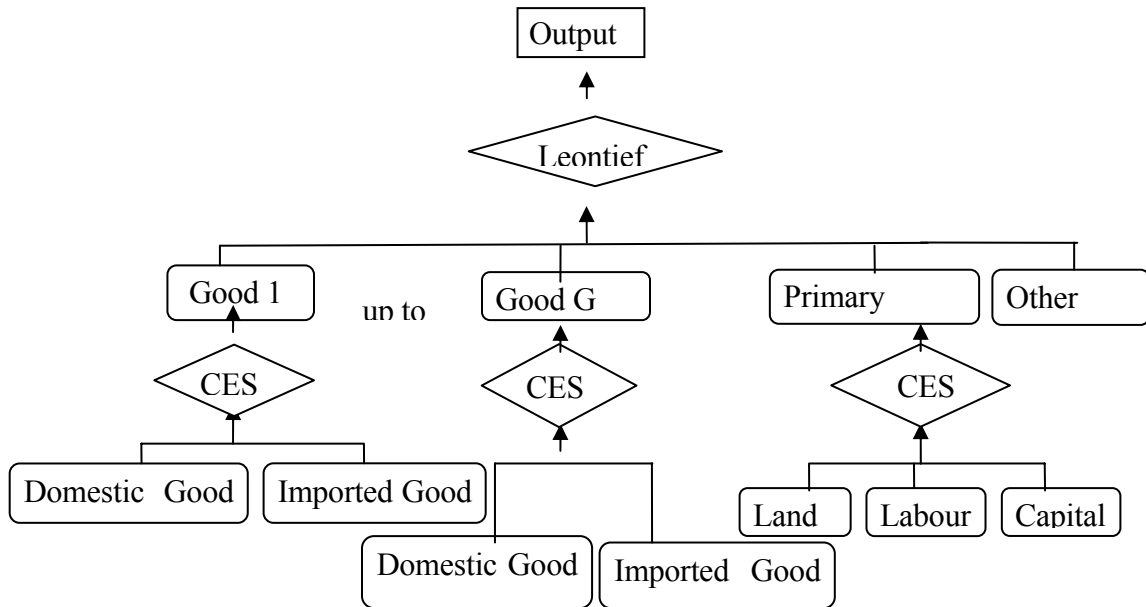 Output
Leontief
Good 1
up to
Good G
Primary
Other
CES
CES
CES
Domestic Good
Imported Good
Land
Labour
Capital
Domestic Good
Imported Good